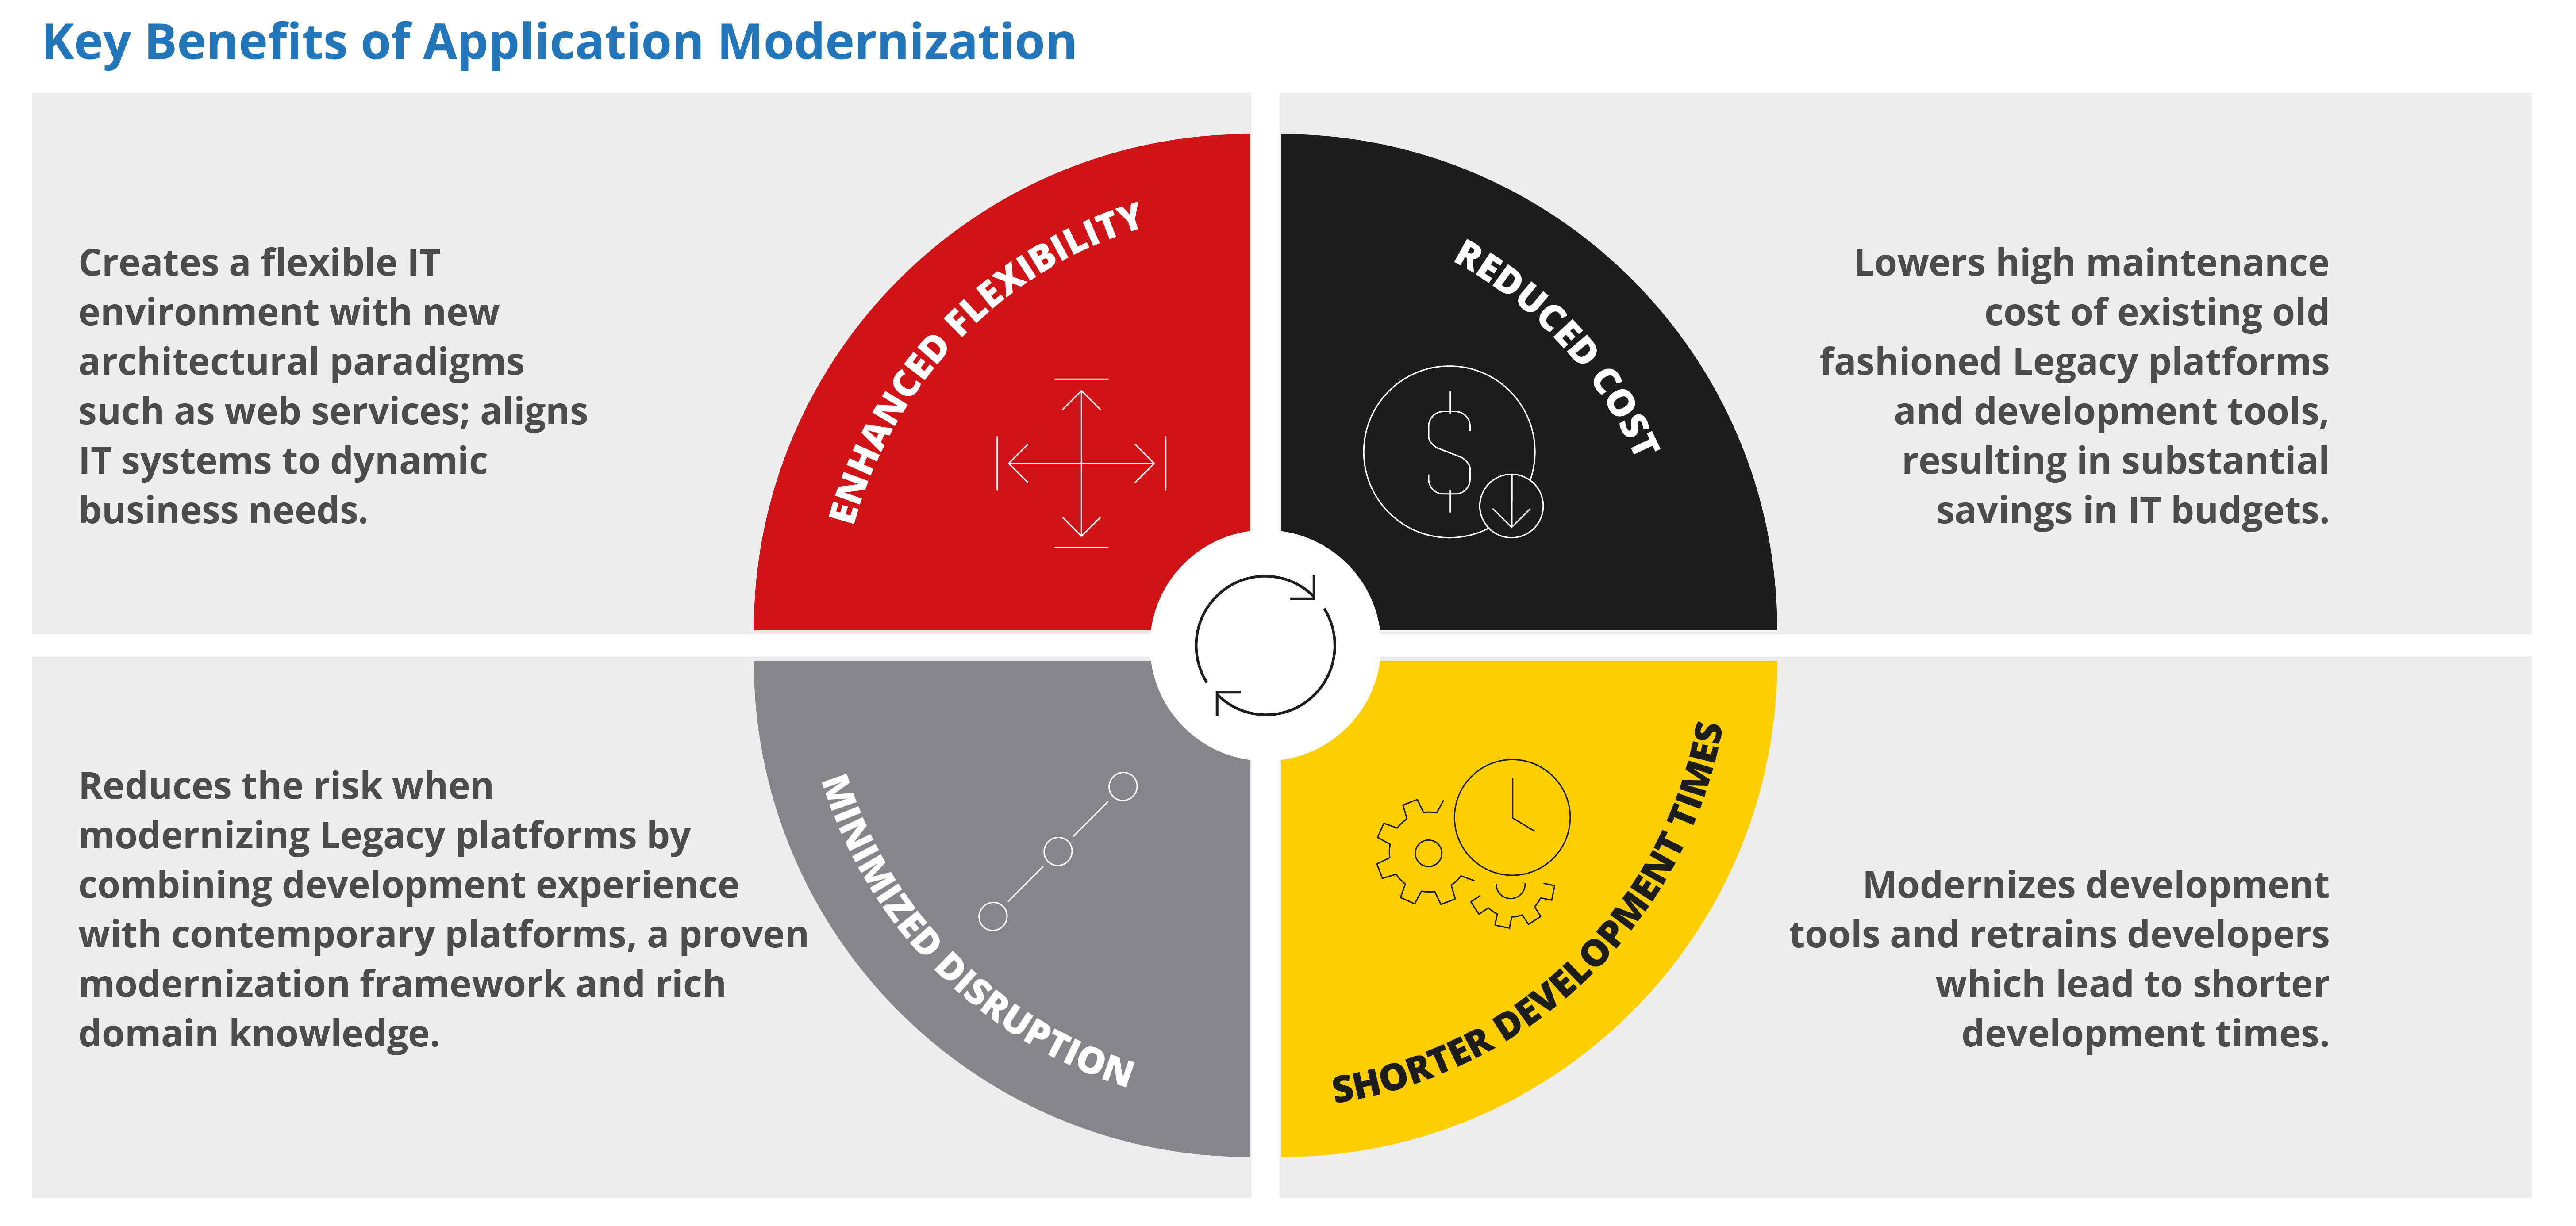 Key Benefits of Application Modernization
Creates a flexible IT
environment with new
architectural paradigms
such as web services; aligns
IT systems to dynamic
business needs.
ENHANCED FLEXIBILITY
REDUCED COST
Lowers high maintenance
cost of existing old
fashioned Legacy platforms
and development tools,
resulting in substantial
savings in IT budgets.
Reduces the risk when
modernizing Legacy platforms by
combining development experience
with contemporary platforms, a proven
modernization framework and rich
domain knowledge.
MINIMIZED DISRUPTION
SHORTER DEVELOPMENT TIMES
Modernizes development
tools and retrains developers
which lead to shorter
development times.